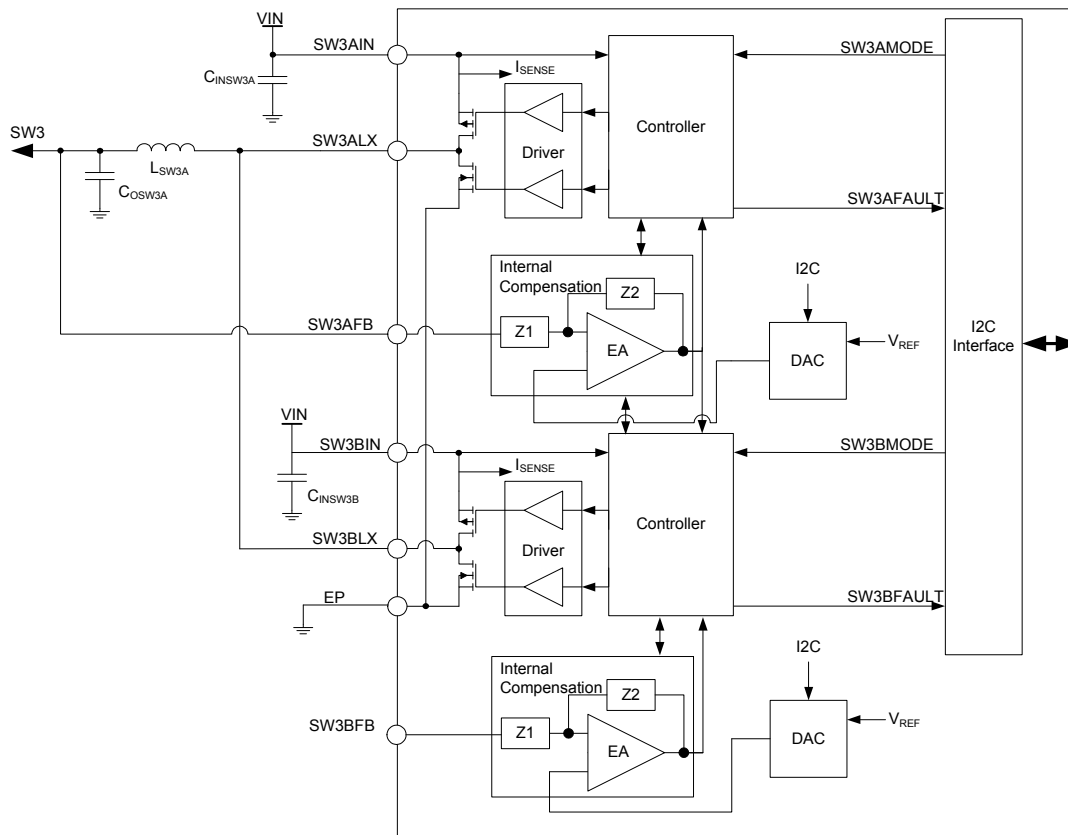 VIN
SW3AIN
CINSW3A
ISENSE
SW3AMODE
SW3
LSW3A
COSW3A
SW3ALX
Driver
Controller
SW3AFAULT
Internal
Compensation
Z2
Z1
EA
SW3AFB
I2C
VREF
DAC
I2C
Interface
VIN
SW3BIN
CINSW3B
ISENSE
SW3BMODE
Controller
SW3BLX
Driver
EP
SW3BFAULT
Internal
Compensation
Z2
Z1
EA
SW3BFB
I2C
VREF
DAC